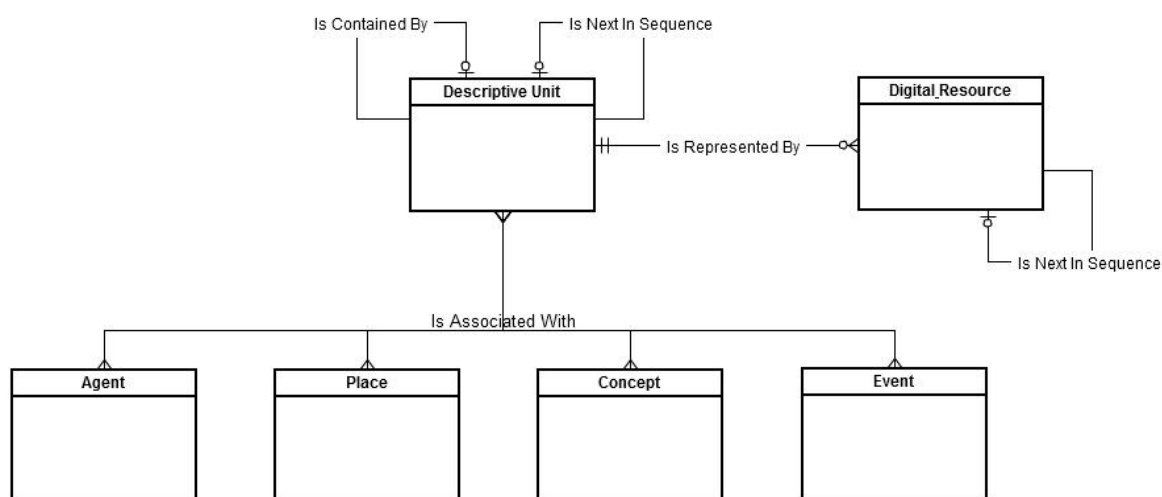 Is Contained By
Is Next In Sequence
Descriptive Unit
Digital_Resource
Is Represented By
Is Next In Sequence
Is Associated With
Agent
Place
Concept
Event